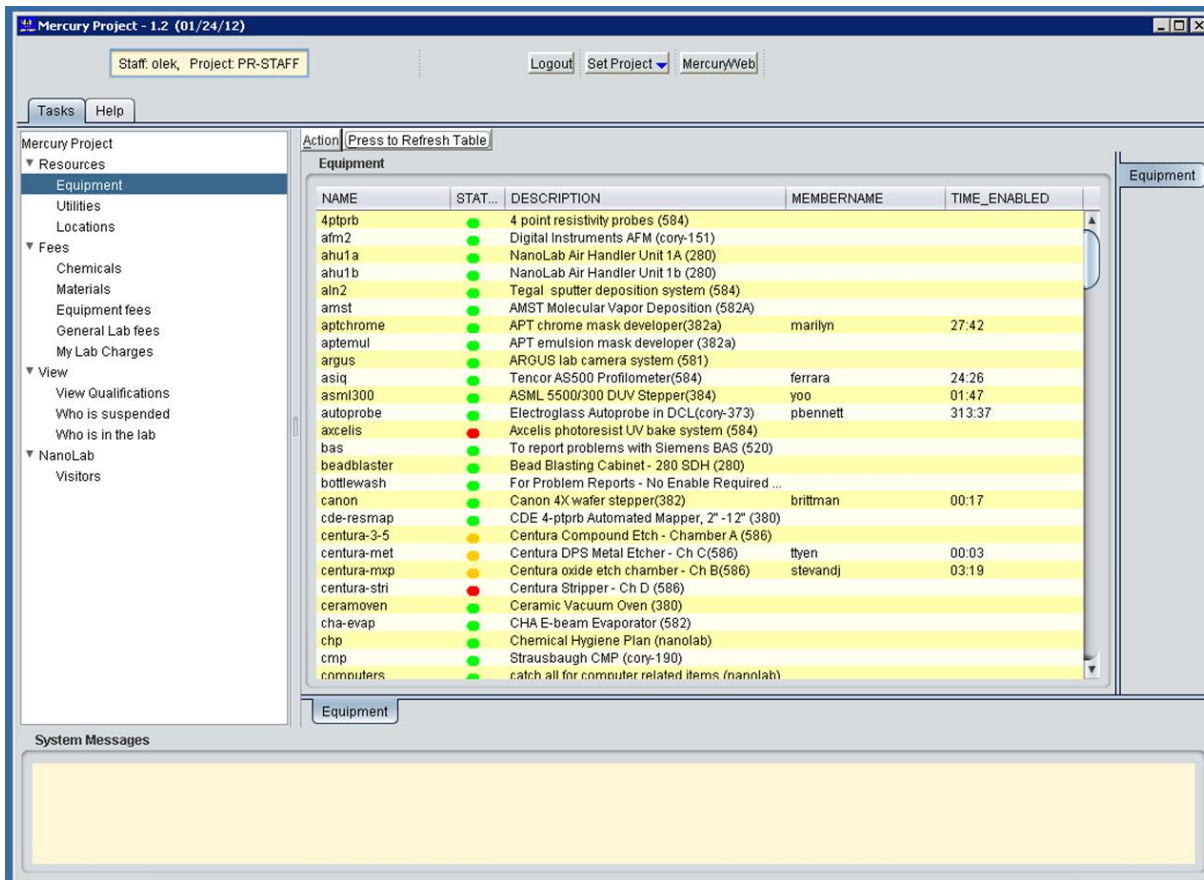 Mercury Project - 1.2 (01/24/12)
Staff: olek, Project: PR-STAFF
Logout Set Project MercuryWeb
Tasks Help
Mercury Project
Resources
Equipment
Utilities
Locations
Fees
Chemicals
Materials
Equipment fees
General Lab fees
My Lab Charges
View
View Qualifications
Who is suspended
Who is in the lab
NanoLab
Visitors
Action Press to Refresh Table
Equipment
NAME STAT... DESCRIPTION MEMBERNAME TIME_ENABLED
4ptprb 4 point resistivity probes (584)
afm2 Digital Instruments AFM (cory-151)
ahu1a NanoLab Air Handler Unit 1A (280)
ahu1b NanoLab Air Handler Unit 1b (280)
aln2 Tegal sputter deposition system (584)
amst AMST Molecular Vapor Deposition (582A)
aptchrome APT chrome mask developer(382a) marilyn 27:42
aptemul APT emulsion mask developer (382a)
argus ARGUS lab camera system (581)
asiq Tencor AS500 Profilometer(584) ferrara 24:26
asml300 ASML 5500/300 DUV Stepper(384) yoo 01:47
autoprobe Electroglass Autoprobe in DCL(cory-373) pbennett 313:37
axcelis Axcelis photoresist UV bake system (584)
bas To report problems with Siemens BAS (520)
beadblaster Bead Blasting Cabinet - 280 SDH (280)
bottlewash For Problem Reports - No Enable Required ...
canon Canon 4X wafer stepper(382) brittman 00:17
cde-resmap CDE 4-ptprb Automated Mapper, 2" -12" (380)
centura-3-5 Centura Compound Etch - Chamber A (586)
centura-met Centura DPS Metal Etcher - Ch C(586) ttyen 00:03
centura-mxp Centura oxide etch chamber - Ch B(586) stevandj 03:19
centura-stri Centura Stripper - Ch D (586)
ceramoven Ceramic Vacuum Oven (380)
cha-evap CHA E-beam Evaporator (582)
chp Chemical Hygiene Plan (nanolab)
cmp Strausbaugh CMP (cory-190)
computers catch all for computer related items (nanolab)
Equipment
Equipment
System Messages